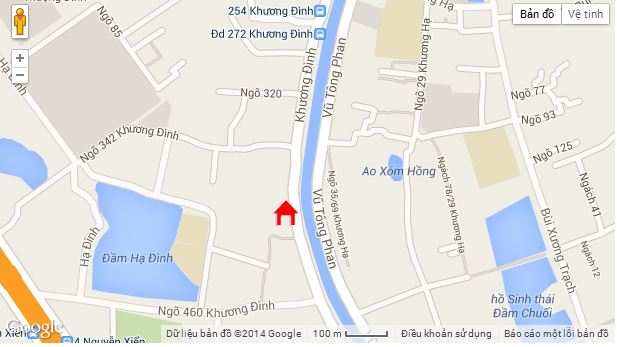 254 Khương Đình
Đd 272 Khương Đình
Bản đồ
Vệ tinh
Khương Đình
Vũ Tông Phan
Ngõ 85
Ngõ 29 Khương Hạ
Ngõ 320
Ngõ 77
Ngõ 93
Ngõ 342 Khương Đình
Hạ Đình
Ngõ 125
Ao Xóm Hồng
Ngõ 35/69 Khương Hạ
Ngách 78/29 Khương Hạ
Ngách 41
Vũ Tông Phan
Bùi Xương Trạch
Hạ Đình
Đầm Hạ Đình
Ngách 12
hồ Sinh thái
Đầm Chuối
Ngõ 460 Khương Đình
Google
Dữ liệu bản đồ ©2014 Google
100 m
Điều khoản sử dụng
Báo cáo một lỗi bản đồ
4 Nguyễn Xiển